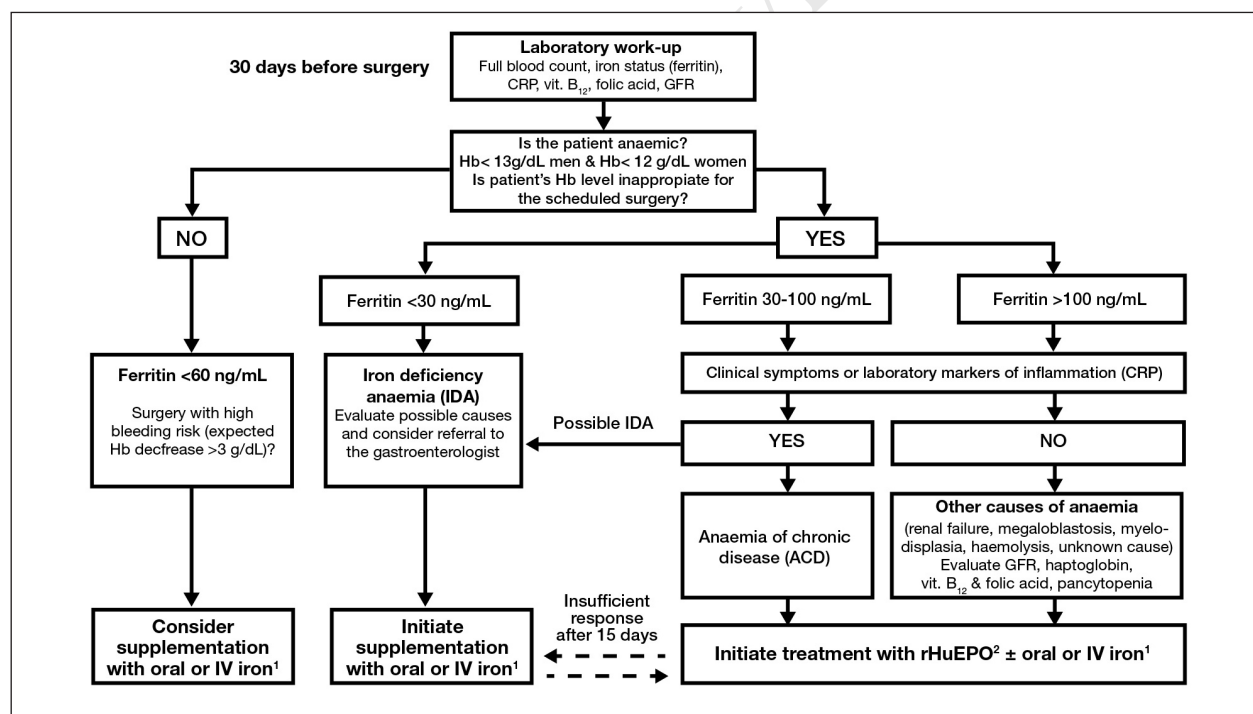 Laboratory work-up
Full blood count, iron status (ferritin),
CRP, vit. B12, folic acid, GFR
30 days before surgery
Is the patient anaemic?
Hb< 13g/dL men & Hb< 12 g/dL women
Is patient's Hb level inappropiate for
the scheduled surgery?
NO
YES
Ferritin <30 ng/mL
Ferritin 30-100 ng/mL
Ferritin >100 ng/mL
Ferritin <60 ng/mL
Surgery with high
bleeding risk (expected
Hb decfrease >3 g/dL)?
Iron deficiency
anaemia (IDA)
Evaluate possible causes
and consider referral to
the gastroenterologist
Clinical symptoms or laboratory markers of inflammation (CRP)
Possible IDA
YES
NO
Anaemia of chronic
disease (ACD)
Other causes of anaemia
(renal failure, megaloblastosis, myelo-
displasia, haemolysis, unknown cause)
Evaluate GFR, haptoglobin,
vit. B12 & folic acid, pancytopenia
Insufficient
response
after 15 days
Consider
supplementation
with oral or IV iron1
Initiate
supplementation
with oral or IV iron1
Initiate treatment with rHuEPO2 ± oral or IV iron1